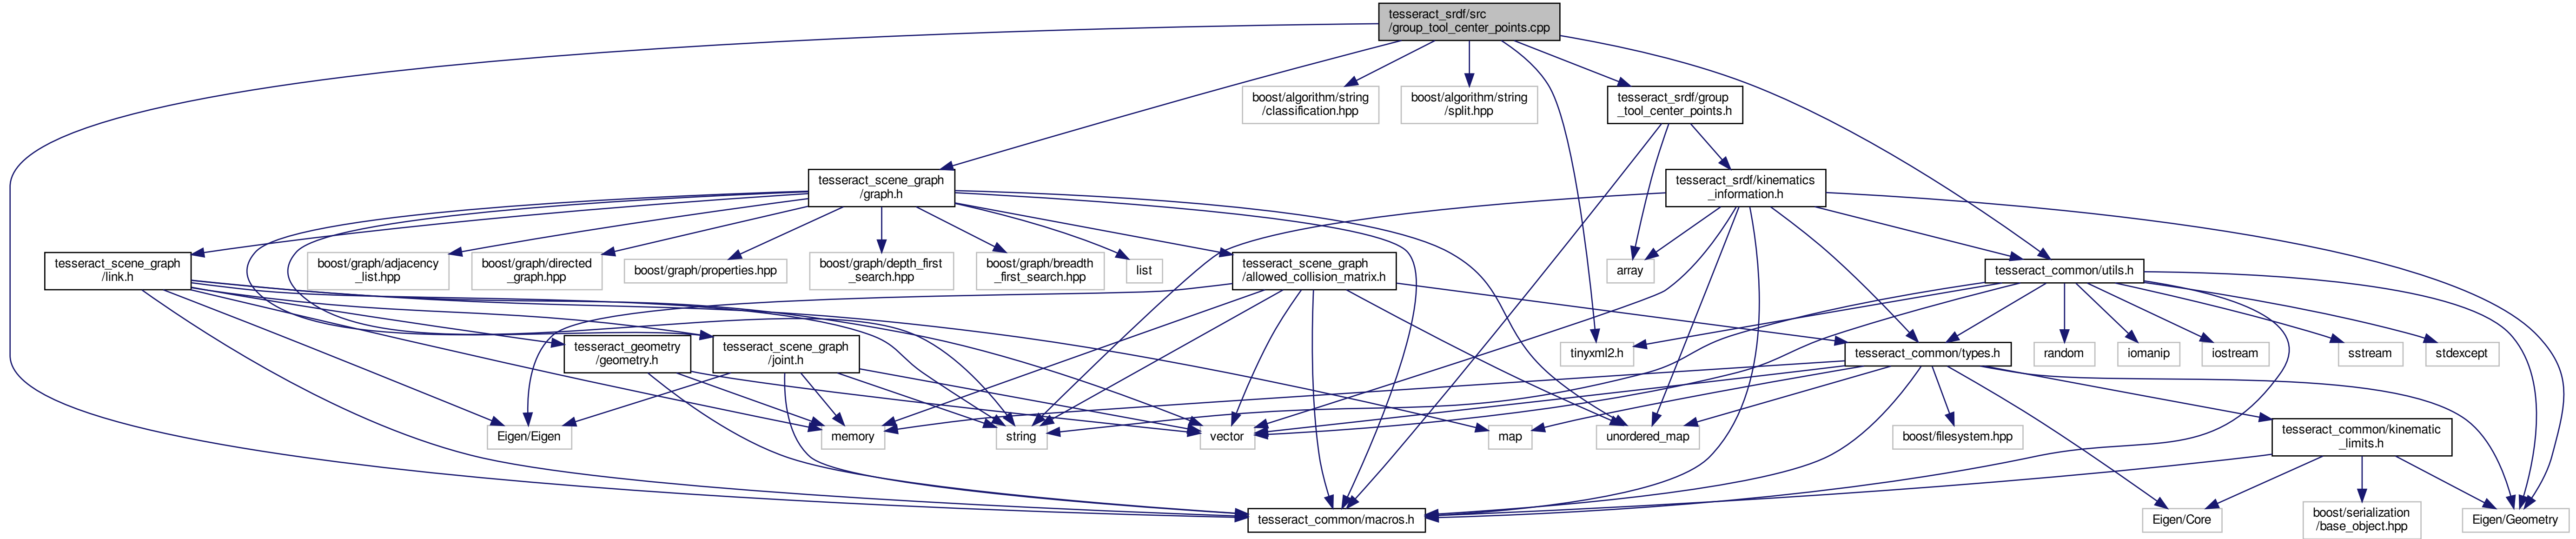 tesseract_srdf/src
/group_tool_center_points.cpp
boost/algorithm/string
/classification.hpp
boost/algorithm/string
/split.hpp
tesseract_srdf/group
_tool_center_points.h
tesseract_scene_graph
/graph.h
tesseract_srdf/kinematics
_information.h
tesseract_scene_graph
/link.h
boost/graph/adjacency
_list.hpp
boost/graph/directed
_graph.hpp
boost/graph/properties.hpp
boost/graph/depth_first
_search.hpp
boost/graph/breadth
_first_search.hpp
list
tesseract_scene_graph
/allowed_collision_matrix.h
array
tesseract_common/utils.h
tesseract_geometry
/geometry.h
tesseract_scene_graph
/joint.h
tinyxml2.h
tesseract_common/types.h
random
iomanip
iostream
sstream
stdexcept
Eigen/Eigen
memory
string
vector
map
unordered_map
boost/filesystem.hpp
tesseract_common/kinematic
_limits.h
tesseract_common/macros.h
Eigen/Core
boost/serialization
/base_object.hpp
Eigen/Geometry